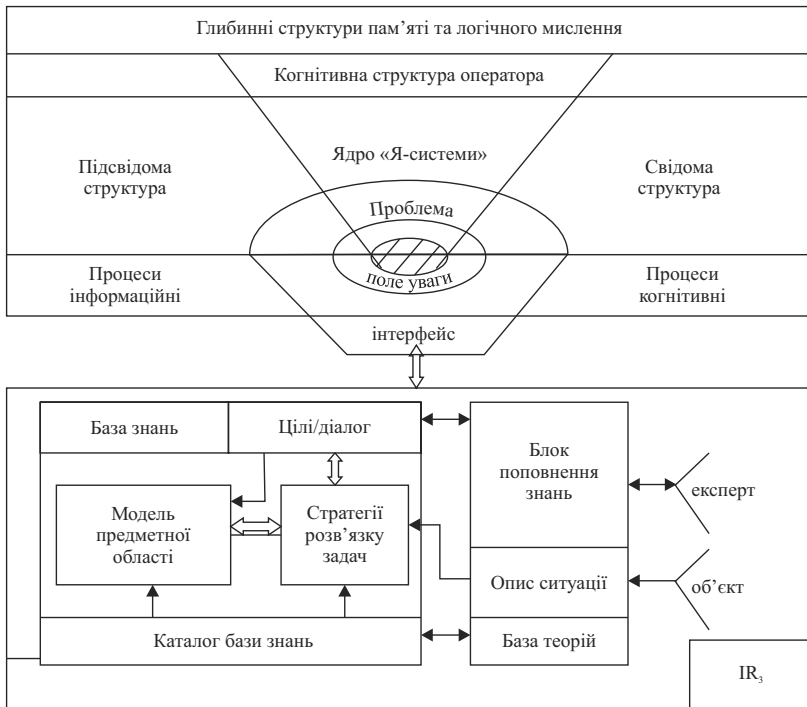 Глибинні структури пам’яті та логічного мислення
Когнітивна структура оператора
Підсвідома
структура
Ядро «Я-системи»
Свідома
структура
Проблема
поле уваги
Процеси
інформаційні
Процеси
когнітивні
інтерфейс
База знань
Цілі/діалог
Блок
поповнення
знань
експерт
Модель
предметної
області
Стратегії
розв’язку
задач
Опис ситуації
об’єкт
Каталог бази знань
База теорій
IR₃